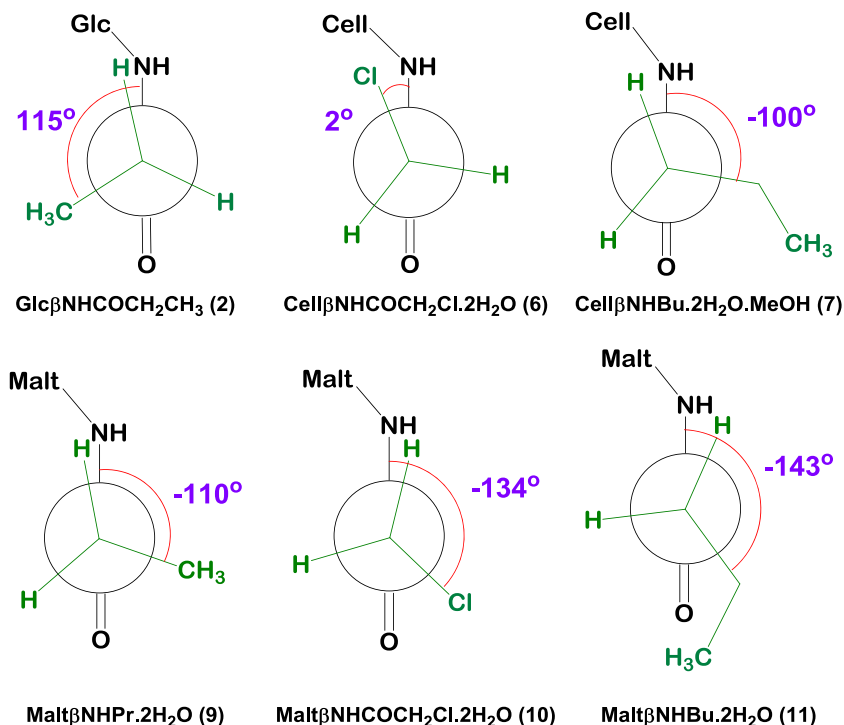 Glc
H
NH
115°
H
H₃C
O
GlcβNHCOCH₂CH₃ (2)
Cell
Cl
NH
2°
H
H
O
CellβNHCOCH₂Cl.2H₂O (6)
Cell
NH
H
-100°
H
CH₃
O
CellβNHBu.2H₂O.MeOH (7)
Malt
H
NH
-110°
CH₃
H
O
MaltβNHPr.2H₂O (9)
Malt
NH
H
-134°
H
Cl
O
MaltβNHCOCH₂Cl.2H₂O (10)
Malt
NH
H
-143°
H
O
H₃C
MaltβNHBu.2H₂O (11)